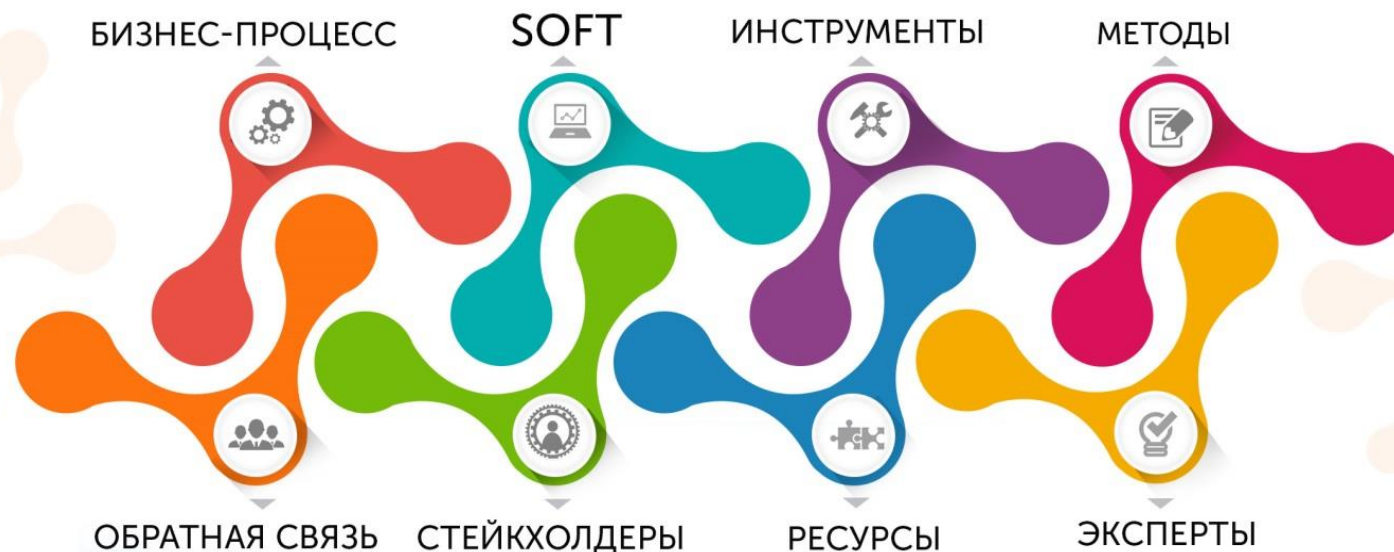 БИЗНЕС-ПРОЦЕСС
SOFT
ИНСТРУМЕНТЫ
МЕТОДЫ
ОБРАТНАЯ СВЯЗЬ
СТЕЙКХОЛДЕРЫ
РЕСУРСЫ
ЭКСПЕРТЫ